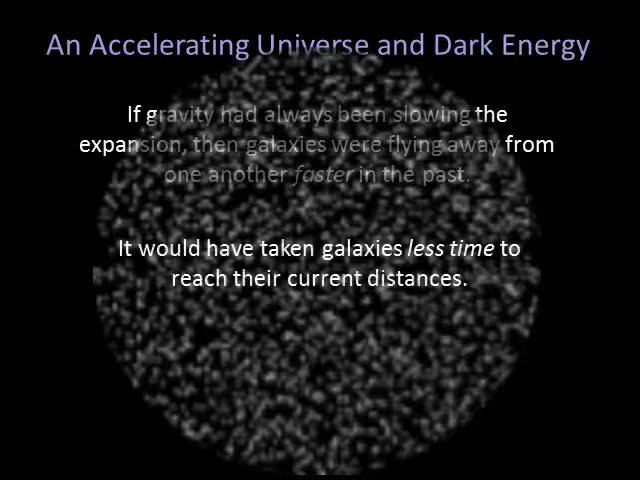 An Accelerating Universe and Dark Energy
If gravity had always been slowing the
expansion, then galaxies were flying away from
one another faster in the past.
It would have taken galaxies less time to
reach their current distances.